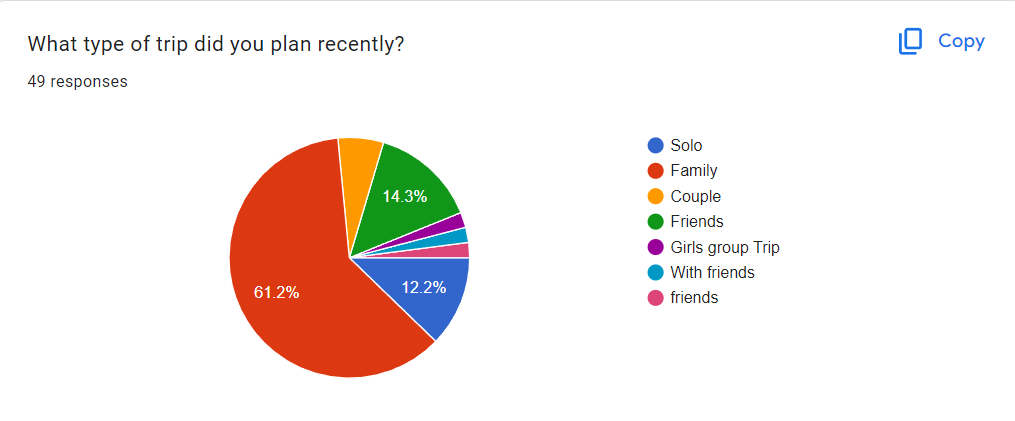 What type of trip did you plan recently?
Copy
49 responses
14.3%
61.2%
12.2%
Solo
Family
Couple
Friends
Girls group Trip
With friends
friends